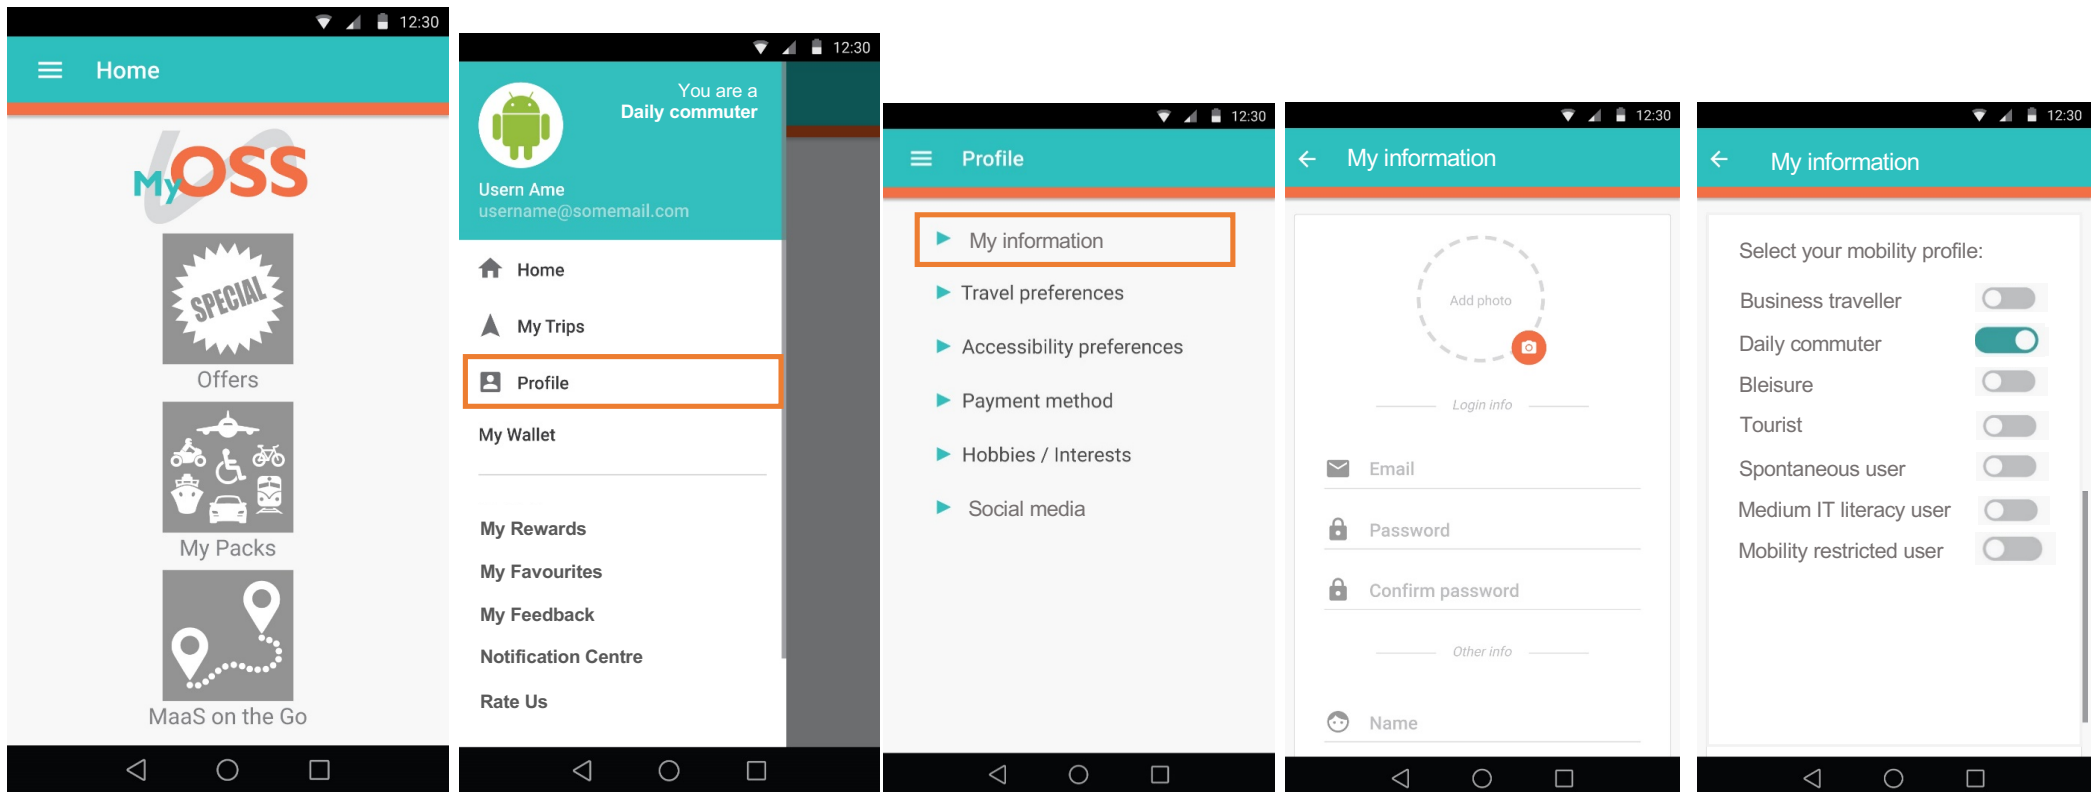 12:30
Home
MyOSS
SPECIAL
Offers
My Packs
MaaS on the Go
12:30
You are a
Daily commuter
Usern Ame
username@somemail.com
Home
My Trips
Profile
My Wallet
My Rewards
My Favourites
My Feedback
Notification Centre
Rate Us
12:30
Profile
My information
Travel preferences
Accessibility preferences
Payment method
Hobbies / Interests
Social media
12:30
My information
Add photo
Login info
Email
Password
Confirm password
Other info
Name
12:30
My information
Select your mobility profile:
Business traveller
Daily commuter
Bleisure
Tourist
Spontaneous user
Medium IT literacy user
Mobility restricted user